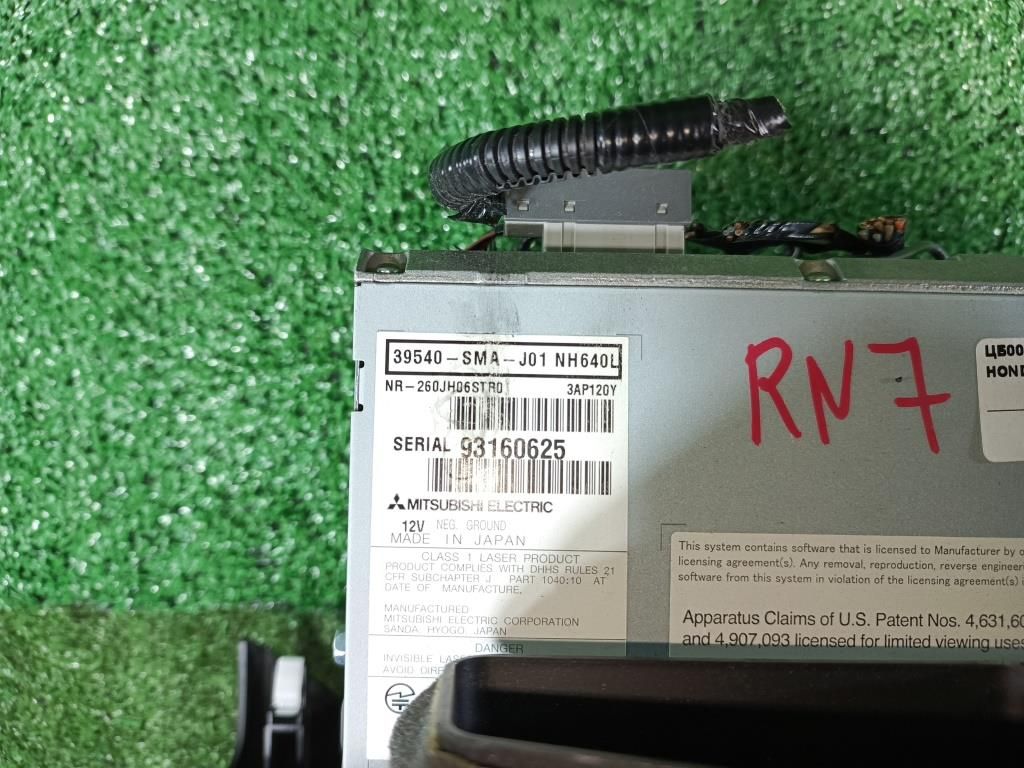 39540-SMA-J01 NH640L
NR-260JH06STR0 3AP120Y
SERIAL 93160625
MITSUBISHI ELECTRIC
12V NEG. GROUND
MADE IN JAPAN
CLASS 1 LASER PRODUCT
PRODUCT COMPLIES WITH DHHS RULES 21
CFR SUBCHAPTER J PART 1040:10 AT
DATE OF MANUFACTURE.
MANUFACTURED
MITSUBISHI ELECTRIC CORPORATION
SANDA, HYOGO, JAPAN
DANGER
INVISIBLE
AVOID
RN7
ЦБ00
HOND
This system contains software that is licensed to Manufacturer by
licensing agreement(s). Any removal, reproduction, reverse engineer
software from this system in violation of the licensing agreement(s)
Apparatus Claims of U.S. Patent Nos. 4,631,60
and 4,907,093 licensed for limited viewing uses